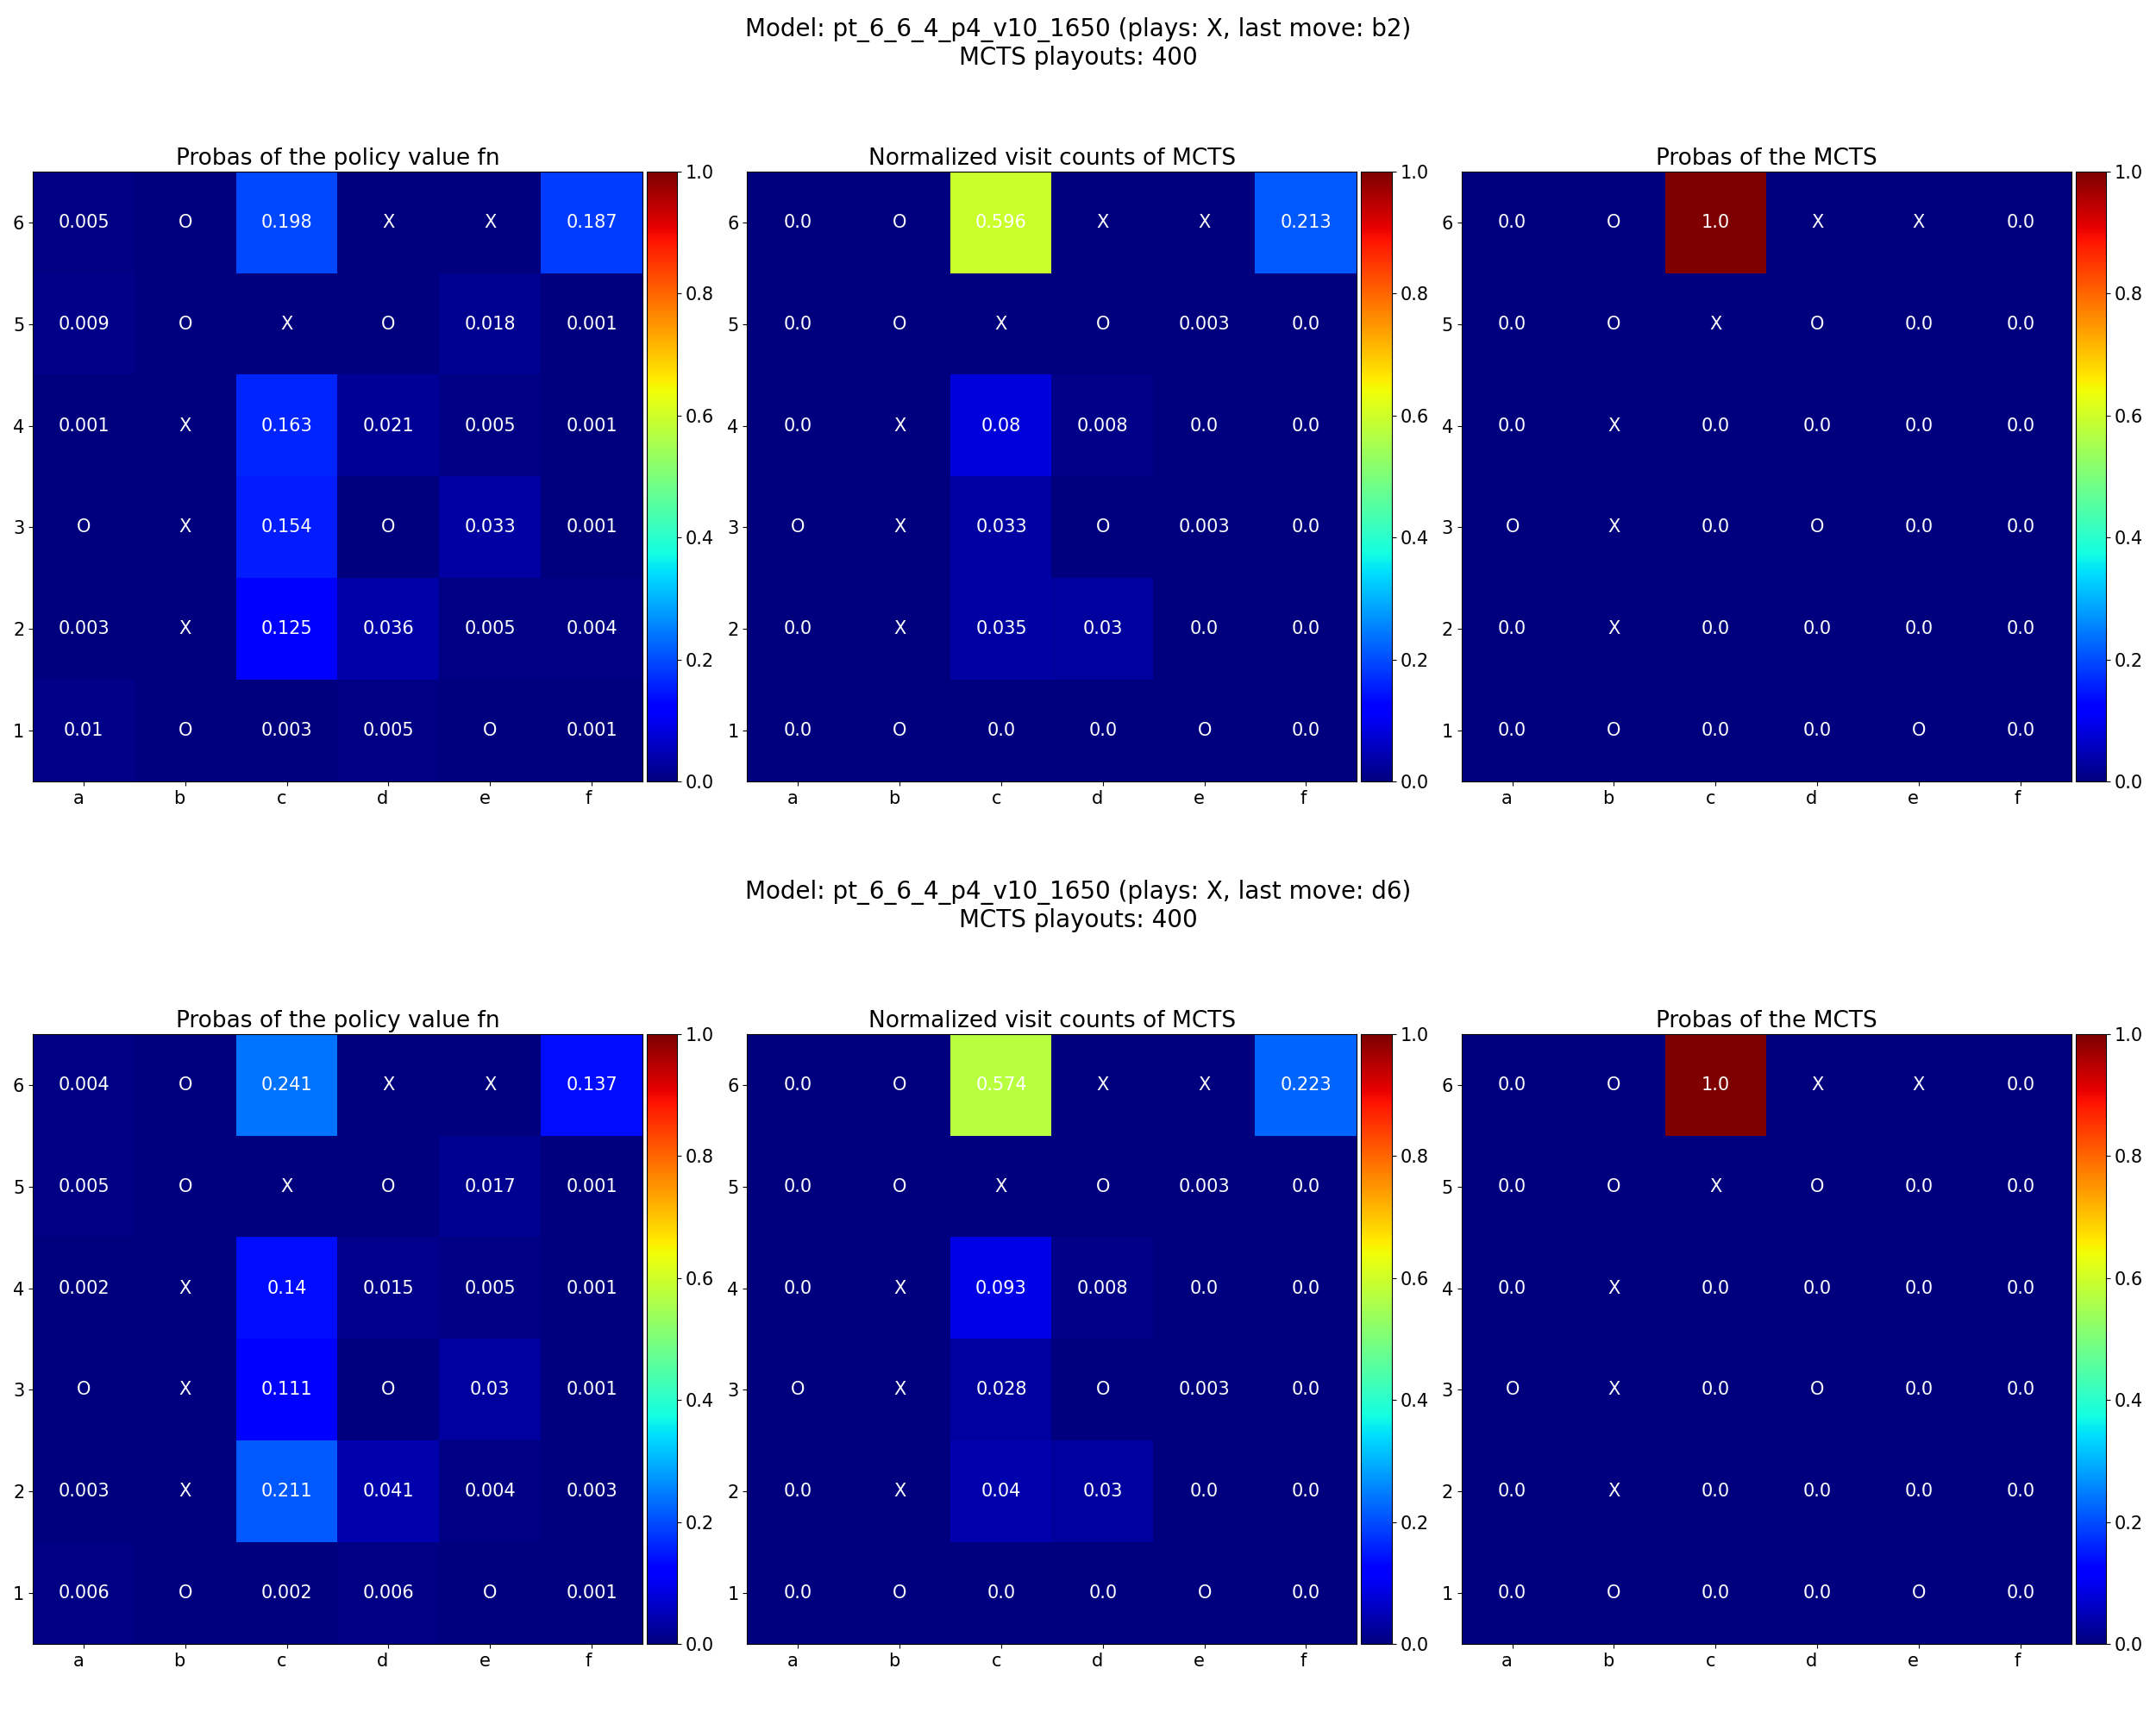 Model: pt_6_6_4_p4_v10_1650 (plays: X, last move: b2)
MCTS playouts: 400
Probas of the policy value fn
Normalized visit counts of MCTS
Probas of the MCTS
6 0.005 O 0.198 X X 0.187
5 0.009 O X O 0.018 0.001
4 0.001 X 0.163 0.021 0.005 0.001
3 O X 0.154 O 0.033 0.001
2 0.003 X 0.125 0.036 0.005 0.004
1 0.01 O 0.003 0.005 O 0.001
a b c d e f
1.0
0.8
0.6
0.4
0.2
0.0
6 0.0 O 0.596 X X 0.213
5 0.0 O X O 0.003 0.0
4 0.0 X 0.08 0.008 0.0 0.0
3 O X 0.033 O 0.003 0.0
2 0.0 X 0.035 0.03 0.0 0.0
1 0.0 O 0.0 0.0 O 0.0
a b c d e f
1.0
0.8
0.6
0.4
0.2
0.0
6 0.0 O 1.0 X X 0.0
5 0.0 O X O 0.0 0.0
4 0.0 X 0.0 0.0 0.0 0.0
3 O X 0.0 O 0.0 0.0
2 0.0 X 0.0 0.0 0.0 0.0
1 0.0 O 0.0 0.0 O 0.0
a b c d e f
1.0
0.8
0.6
0.4
0.2
0.0
Model: pt_6_6_4_p4_v10_1650 (plays: X, last move: d6)
MCTS playouts: 400
Probas of the policy value fn
Normalized visit counts of MCTS
Probas of the MCTS
6 0.004 O 0.241 X X 0.137
5 0.005 O X O 0.017 0.001
4 0.002 X 0.14 0.015 0.005 0.001
3 O X 0.111 O 0.03 0.001
2 0.003 X 0.211 0.041 0.004 0.003
1 0.006 O 0.002 0.006 O 0.001
a b c d e f
1.0
0.8
0.6
0.4
0.2
0.0
6 0.0 O 0.574 X X 0.223
5 0.0 O X O 0.003 0.0
4 0.0 X 0.093 0.008 0.0 0.0
3 O X 0.028 O 0.003 0.0
2 0.0 X 0.04 0.03 0.0 0.0
1 0.0 O 0.0 0.0 O 0.0
a b c d e f
1.0
0.8
0.6
0.4
0.2
0.0
6 0.0 O 1.0 X X 0.0
5 0.0 O X O 0.0 0.0
4 0.0 X 0.0 0.0 0.0 0.0
3 O X 0.0 O 0.0 0.0
2 0.0 X 0.0 0.0 0.0 0.0
1 0.0 O 0.0 0.0 O 0.0
a b c d e f
1.0
0.8
0.6
0.4
0.2
0.0